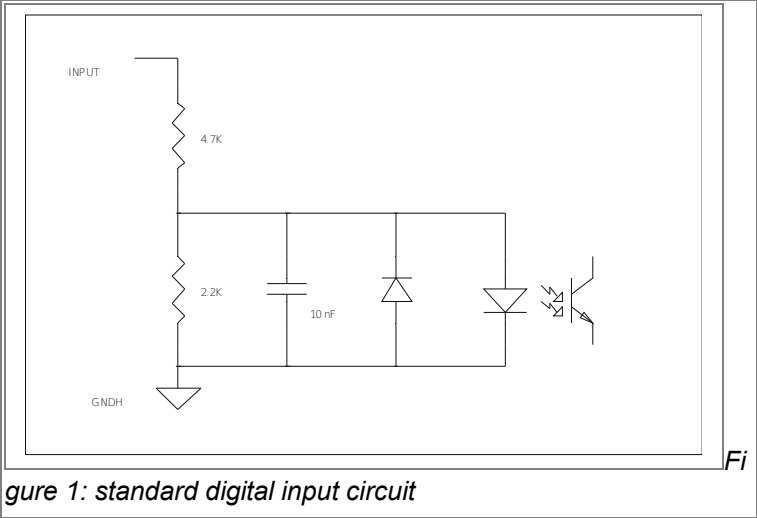 INPUT
4.7K
2.2K
10 nF
GNDH
Fi
gure 1: standard digital input circuit